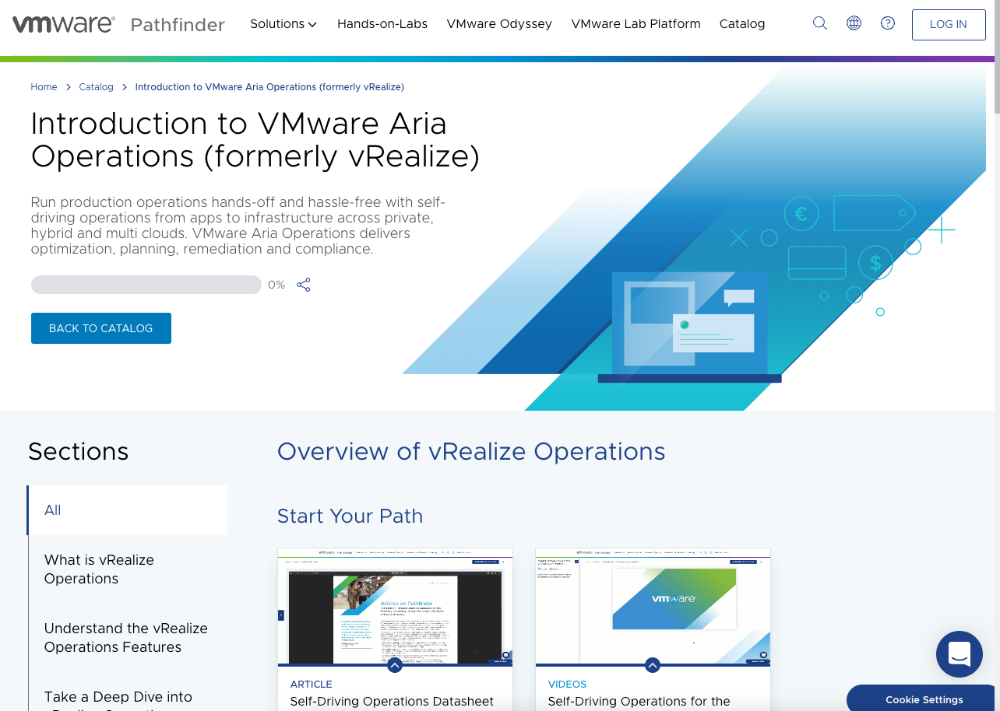 vmware® Pathfinder
Solutions
Hands-on-Labs
VMware Odyssey
VMware Lab Platform
Catalog
LOG IN
Home > Catalog > Introduction to VMware Aria Operations (formerly vRealize)
Introduction to VMware Aria
Operations (formerly vRealize)
Run production operations hands-off and hassle-free with self-
driving operations from apps to infrastructure across private,
hybrid and multi clouds. VMware Aria Operations delivers
optimization, planning, remediation and compliance.
0%
BACK TO CATALOG
€
$
Sections
All
What is vRealize
Operations
Understand the vRealize
Operations Features
Take a Deep Dive into
Overview of vRealize Operations
Start Your Path
Articles on Pathfinder
ARTICLE
Self-Driving Operations Datasheet
vmware
VIDEOS
Self-Driving Operations for the
Cookie Settings